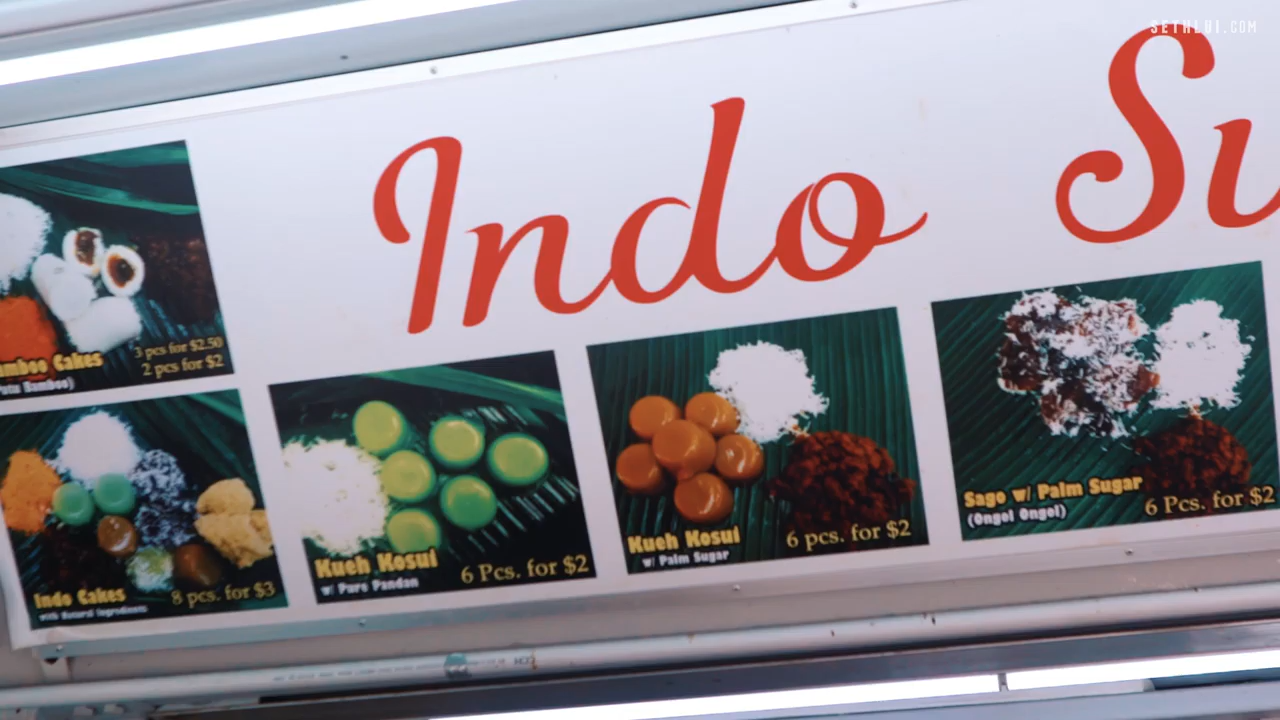 SETHLUI.COM
Indo Su
amboo Cakes
3 pcs for $2.50
2 pcs for $2
Indo Cakes
with Natural Ingredients
8 pcs. for $3
Kueh Kosui
w/ Pure Pandan
6 Pcs. for $2
Kueh Kosui
w/ Palm Sugar
6 pcs. for $2
Sago w/ Palm Sugar
(Ongol Ongol)
6 Pcs. for $2